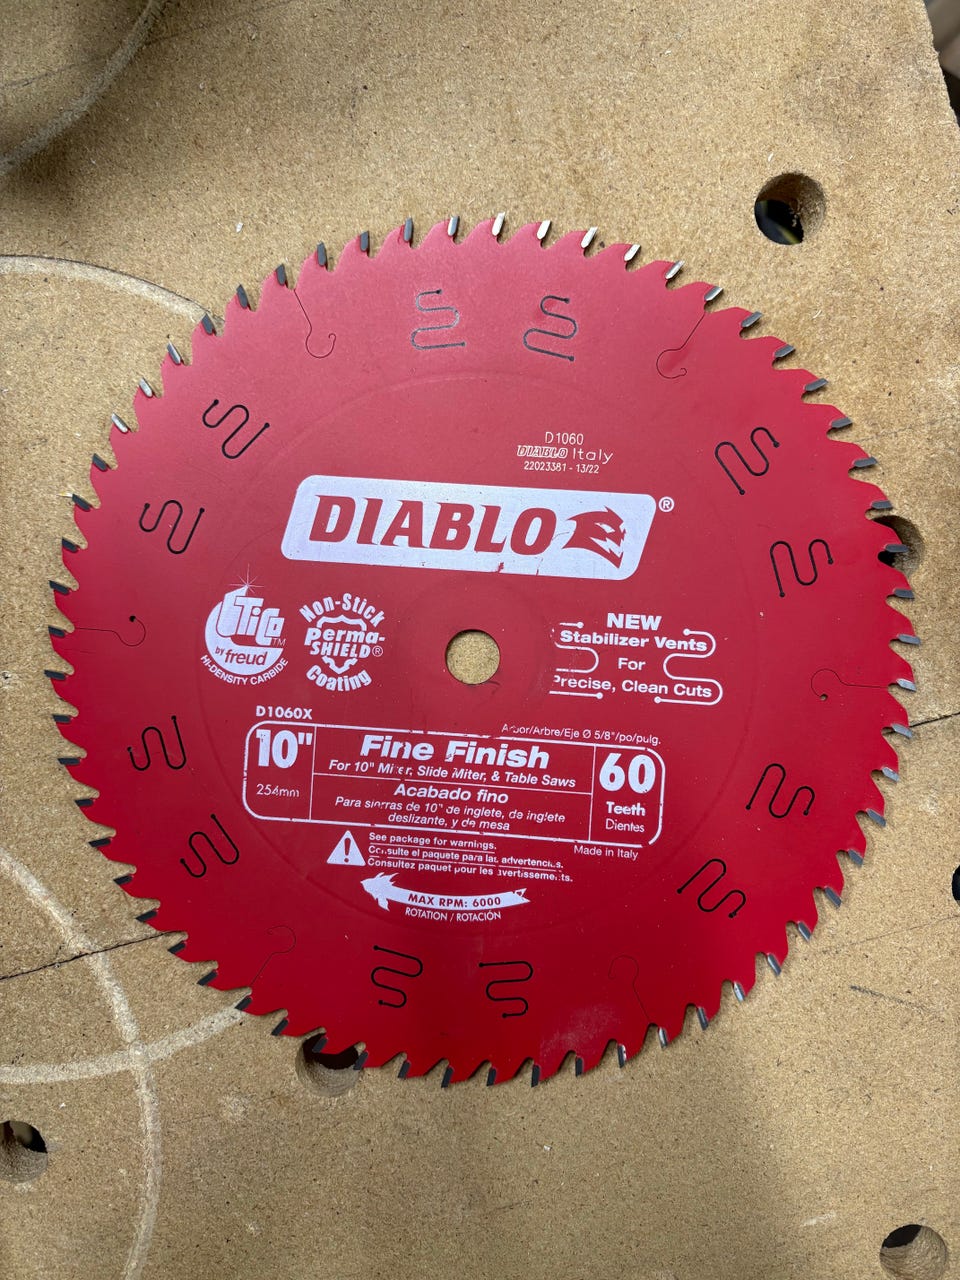 D1060
DIABLO Italy
22023381 - 13/22
DIABLO ®
TiCo™
by freud
HI-DENSITY CARBIDE
Non-Stick
Perma-
SHIELD®
Coating
NEW
Stabilizer Vents
For
Precise, Clean Cuts
D1060X
Arbor/Arbre/Eje Ø 5/8"/po/pulg.
10"
254mm
Fine Finish
For 10" Miter, Slide Miter, & Table Saws
Acabado fino
Para sierras de 10" de inglete, de inglete
deslizante, y de mesa
60
Teeth
Dientes
Made in Italy
See package for warnings.
Consulte el paquete para las advertencias.
Consultez paquet pour les avertissements.
MAX RPM: 6000
ROTATION / ROTACIÓN